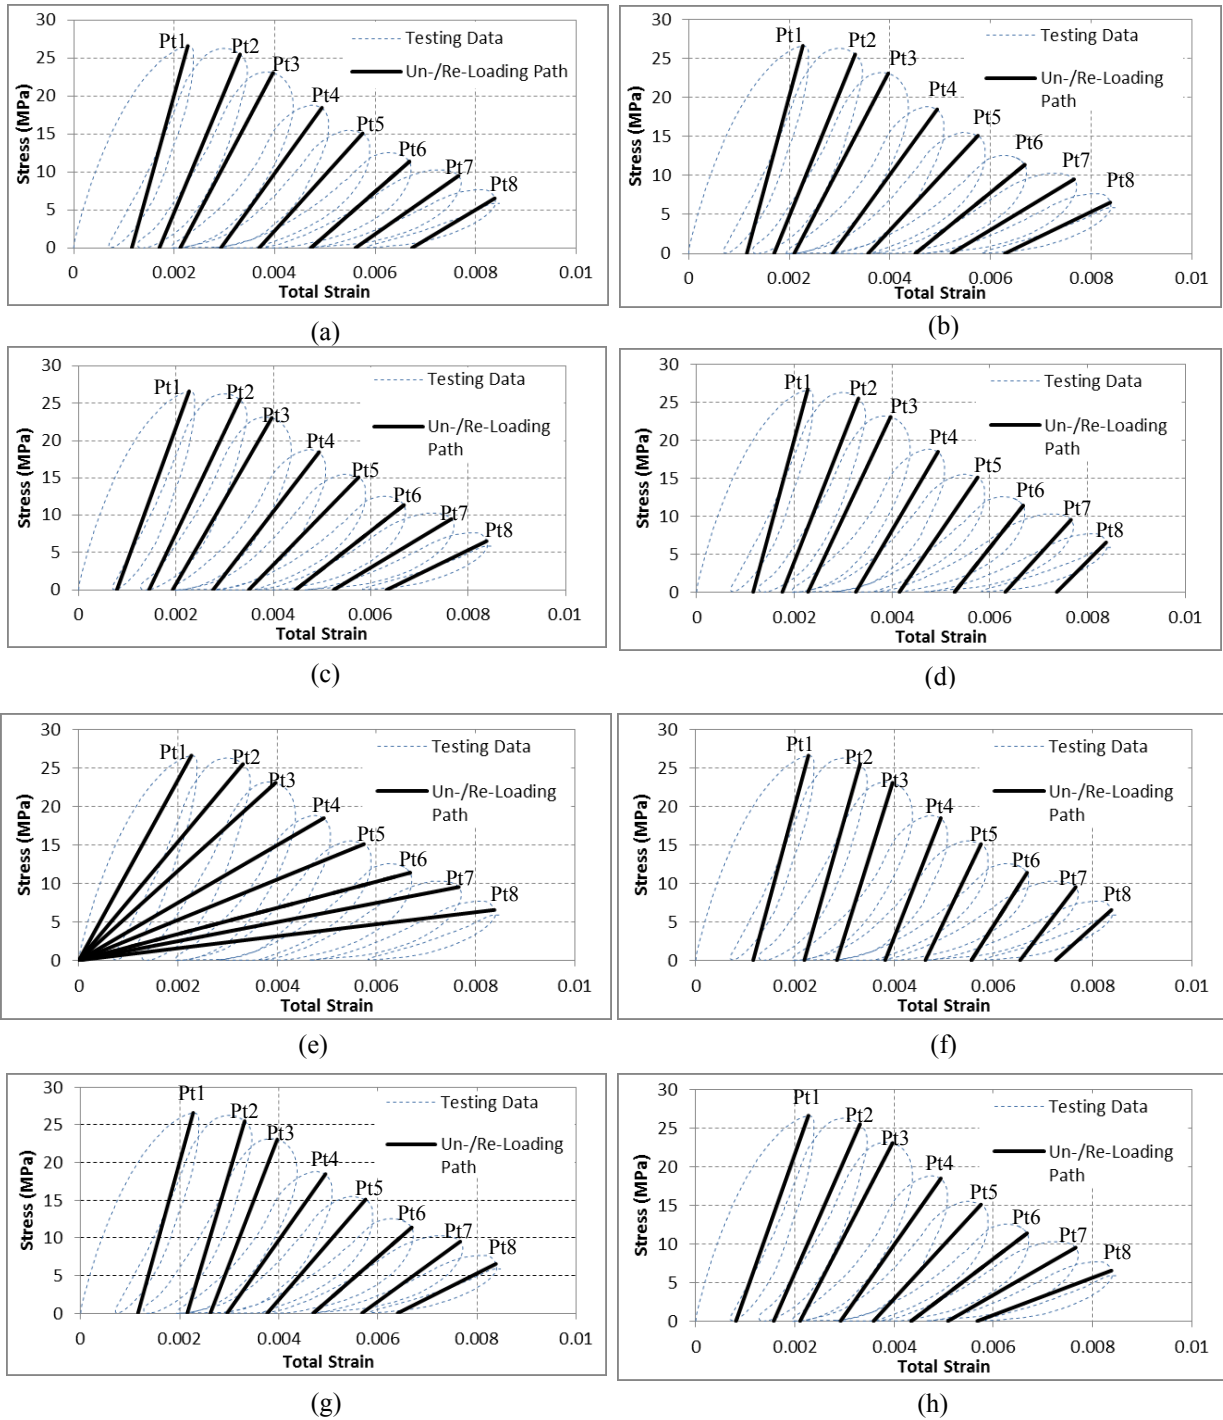 30
25
20
15
10
5
0
Stress (MPa)
Pt1
Pt2
Pt3
Pt4
Pt5
Pt6
Pt7
Pt8
Testing Data
Un-/Re-Loading Path
0 0.002 0.004 0.006 0.008 0.01
Total Strain
(a)
30
25
20
15
10
5
0
Stress (MPa)
Pt1
Pt2
Pt3
Pt4
Pt5
Pt6
Pt7
Pt8
Testing Data
Un-/Re-Loading
Path
0 0.002 0.004 0.006 0.008 0.01
Total Strain
(b)
30
25
20
15
10
5
0
Stress (MPa)
Pt1
Pt2
Pt3
Pt4
Pt5
Pt6
Pt7
Pt8
Testing Data
Un-/Re-Loading
Path
0 0.002 0.004 0.006 0.008 0.01
Total Strain
(c)
30
25
20
15
10
5
0
Stress (MPa)
Pt1
Pt2
Pt3
Pt4
Pt5
Pt6
Pt7
Pt8
Testing Data
Un-/Re-Loading
Path
0 0.002 0.004 0.006 0.008 0.01
Total Strain
(d)
30
25
20
15
10
5
0
Stress (MPa)
Pt1
Pt2
Pt3
Pt4
Pt5
Pt6
Pt7
Pt8
Testing Data
Un-/Re-Loading
Path
0 0.002 0.004 0.006 0.008 0.01
Total Strain
(e)
30
25
20
15
10
5
0
Stress (MPa)
Pt1
Pt2
Pt3
Pt4
Pt5
Pt6
Pt7
Pt8
Testing Data
Un-/Re-Loading
Path
0 0.002 0.004 0.006 0.008 0.01
Total Strain
(f)
30
25
20
15
10
5
0
Stress (MPa)
Pt1
Pt2
Pt3
Pt4
Pt5
Pt6
Pt7
Pt8
Testing Data
Un-/Re-Loading
Path
0 0.002 0.004 0.006 0.008 0.01
Total Strain
(g)
30
25
20
15
10
5
0
Stress (MPa)
Pt1
Pt2
Pt3
Pt4
Pt5
Pt6
Pt7
Pt8
Testing Data
Un-/Re-Loading
Path
0 0.002 0.004 0.006 0.008 0.01
Total Strain
(h)